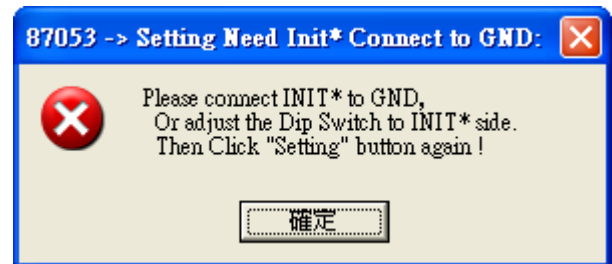 87053 -> Setting Need Init* Connect to GND:
Please connect INIT* to GND,
Or adjust the Dip Switch to INIT* side.
Then Click "Setting" button again !
確定